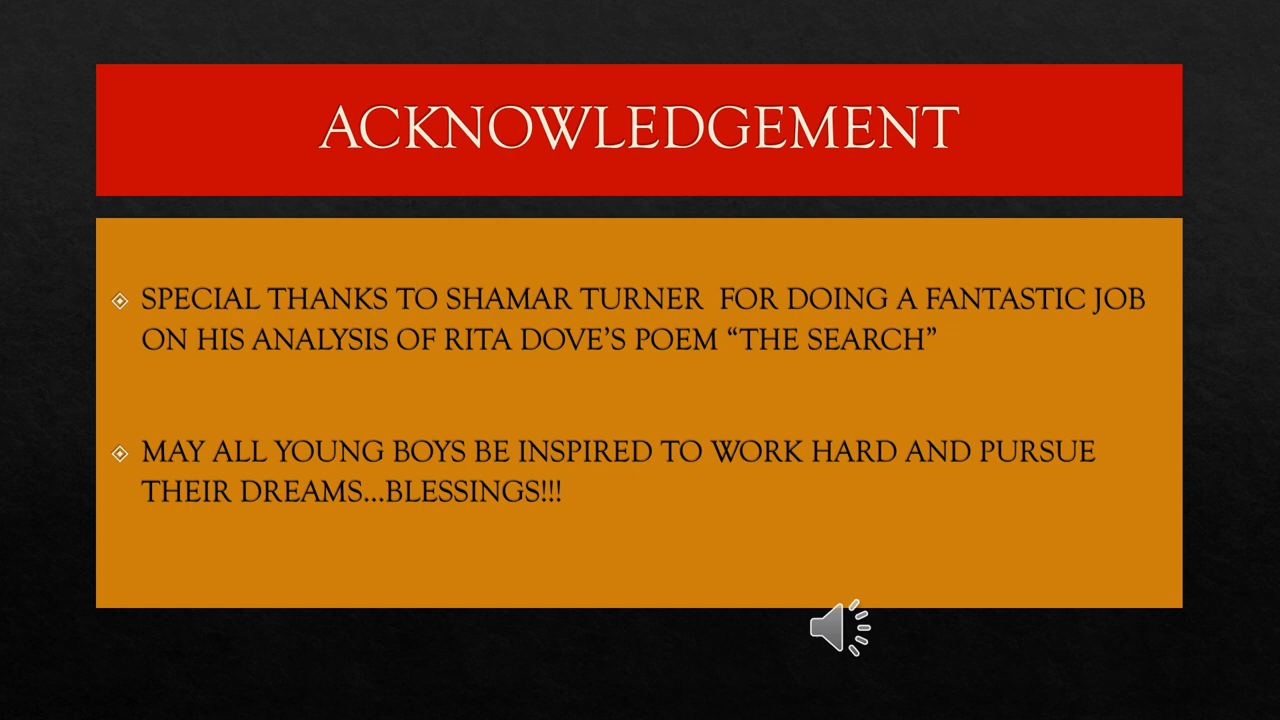 ACKNOWLEDGEMENT
SPECIAL THANKS TO SHAMAR TURNER FOR DOING A FANTASTIC JOB
ON HIS ANALYSIS OF RITA DOVE’S POEM “THE SEARCH”
MAY ALL YOUNG BOYS BE INSPIRED TO WORK HARD AND PURSUE
THEIR DREAMS…BLESSINGS!!!